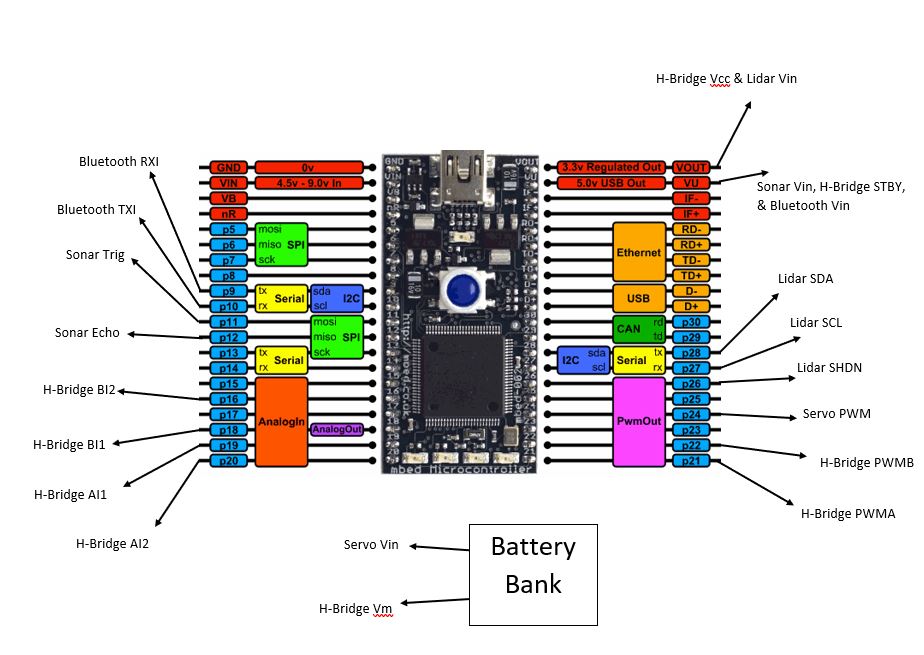 H-Bridge Vcc & Lidar Vin
Bluetooth RXI
Bluetooth TXI
Sonar Trig
Sonar Echo
H-Bridge BI2
H-Bridge BI1
H-Bridge AI1
H-Bridge AI2
GND 0v
VIN 4.5v - 9.0v In
VB
nR
p5 mosi
p6 miso SPI
p7 sck
p8
p9 tx Serial sda I2C
p10 rx scl
p11 mosi
p12 miso SPI
p13 tx Serial sck
p14 rx
p15
p16
p17 AnalogIn
p18 AnalogOut
p19
p20
GND
VIN
VB
VOUT
VU
mbed Microcontroller
3.3v Regulated Out VOUT
5.0v USB Out VU
IF-
IF+
RD-
Ethernet RD+
TD-
TD+
USB D-
D+
CAN rd p30
td p29
I2C sda Serial tx p28
scl rx p27
p26
p25
PwmOut p24
p23
p22
p21
Sonar Vin, H-Bridge STBY,
& Bluetooth Vin
Lidar SDA
Lidar SCL
Lidar SHDN
Servo PWM
H-Bridge PWMB
H-Bridge PWMA
Servo Vin
H-Bridge Vm
Battery
Bank